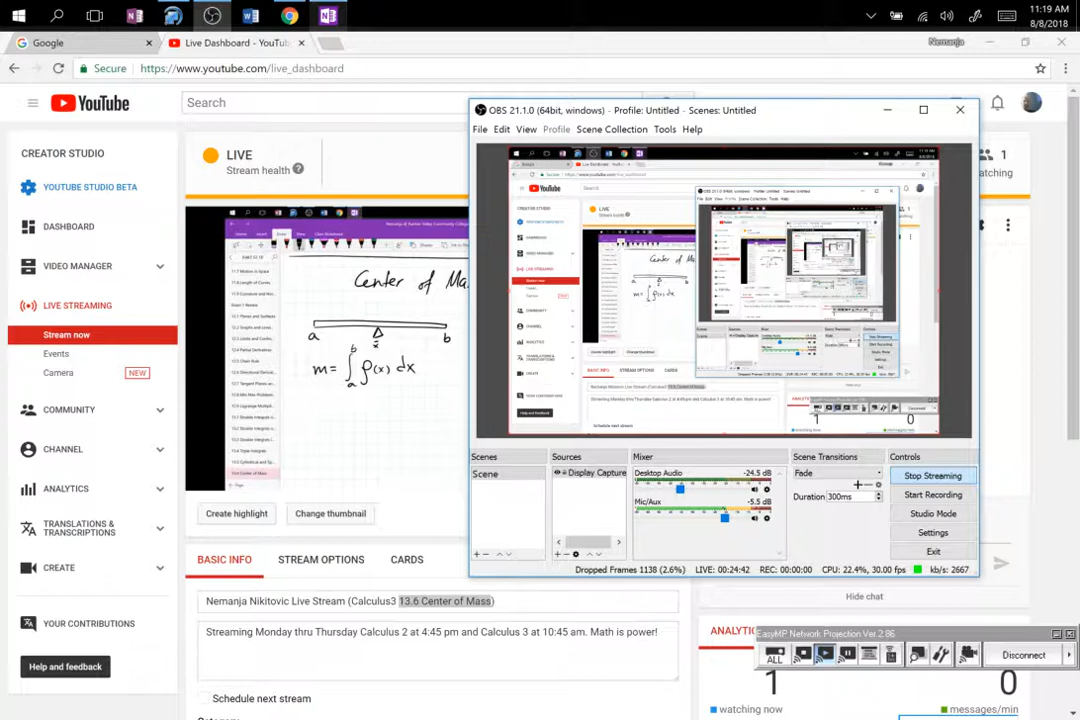 11:19 AM
8/8/2018
Google
Live Dashboard - YouTu
Nemanja
Secure
https://www.youtube.com/live_dashboard
YouTube
Search
CREATOR STUDIO
YOUTUBE STUDIO BETA
DASHBOARD
VIDEO MANAGER
LIVE STREAMING
Stream now
Events
Camera
NEW
COMMUNITY
CHANNEL
ANALYTICS
TRANSLATIONS &
TRANSCRIPTIONS
CREATE
YOUR CONTRIBUTIONS
Help and feedback
LIVE
Stream health
1
atching
Center of Ma
a
b
x̄
m = ∫ₐᵇ ρ(x) dx
Create highlight
Change thumbnail
BASIC INFO
STREAM OPTIONS
CARDS
Nemanja Nikitovic Live Stream (Calculus3 13.6 Center of Mass)
Streaming Monday thru Thursday Calculus 2 at 4:45 pm and Calculus 3 at 10:45 am. Math is power!
Schedule next stream
OBS 21.1.0 (64bit, windows) - Profile: Untitled - Scenes: Untitled
File Edit View Profile Scene Collection Tools Help
Scenes
Scene
Sources
Display Capture
Mixer
Desktop Audio
-24.5 dB
Mic/Aux
-5.5 dB
Scene Transitions
Fade
Duration 300ms
Controls
Stop Streaming
Start Recording
Studio Mode
Settings
Exit
Dropped Frames 1138 (2.6%)
LIVE: 00:24:42
REC: 00:00:00
CPU: 22.4%, 30.00 fps
kb/s: 2667
Hide chat
ANALYTIC
EasyMP Network Projection Ver.2.86
ALL
Disconnect
1
0
watching now
messages/min